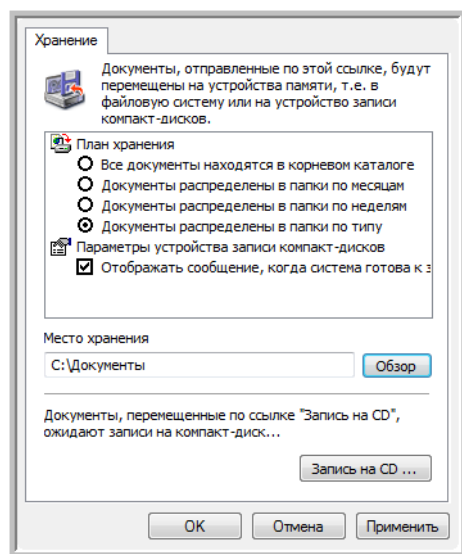 Хранение
Документы, отправленные по этой ссылке, будут
перемещены на устройства памяти, т.е. в
файловую систему или на устройство записи
компакт-дисков.
План хранения
Все документы находятся в корневом каталоге
Документы распределены в папки по месяцам
Документы распределены в папки по неделям
Документы распределены в папки по типу
Параметры устройства записи компакт-дисков
Отображать сообщение, когда система готова к з
Место хранения
C:\Документы
Обзор
Документы, перемещенные по ссылке "Запись на CD",
ожидают записи на компакт-диск...
Запись на CD ...
OK
Отмена
Применить